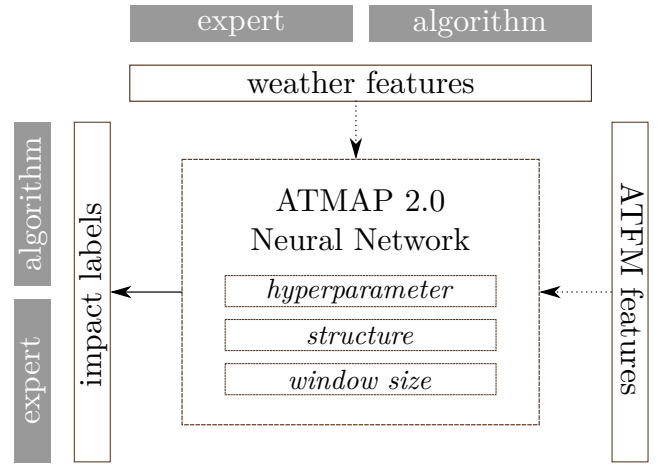 expert
algorithm
weather features
algorithm
expert
impact labels
ATMAP 2.0
Neural Network
hyperparameter
structure
window size
ATFM features